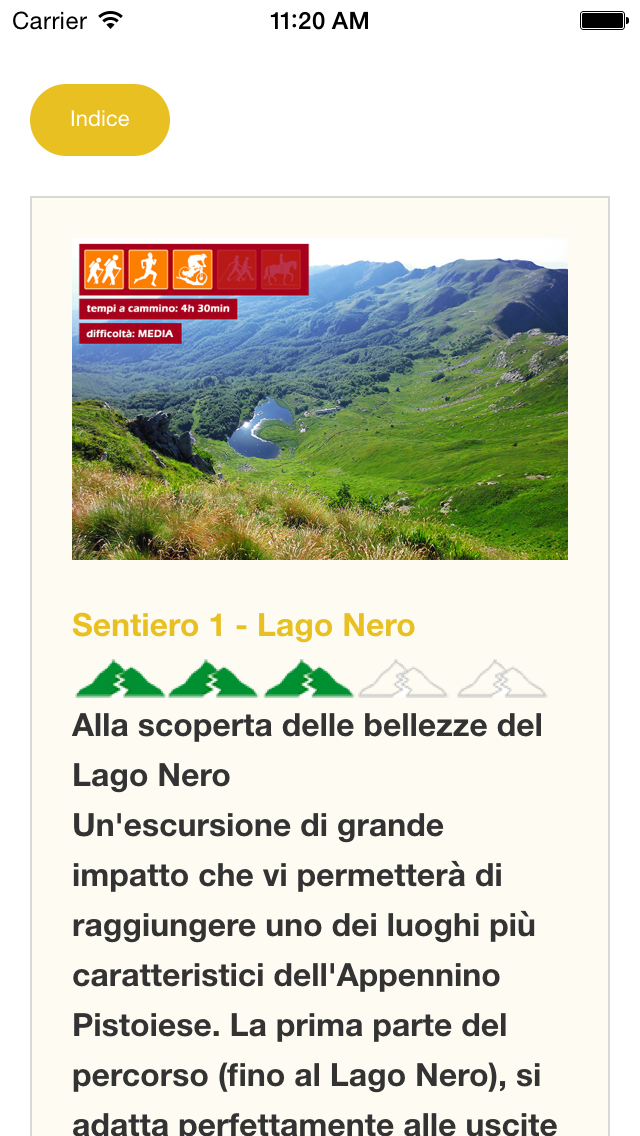 Carrier
11:20 AM
Indice
tempi a cammino: 4h 30min
difficoltà: MEDIA
Sentiero 1 - Lago Nero
Alla scoperta delle bellezze del
Lago Nero
Un'escursione di grande
impatto che vi permetterà di
raggiungere uno dei luoghi più
caratteristici dell'Appennino
Pistoiese. La prima parte del
percorso (fino al Lago Nero), si
adatta perfettamente alle uscite